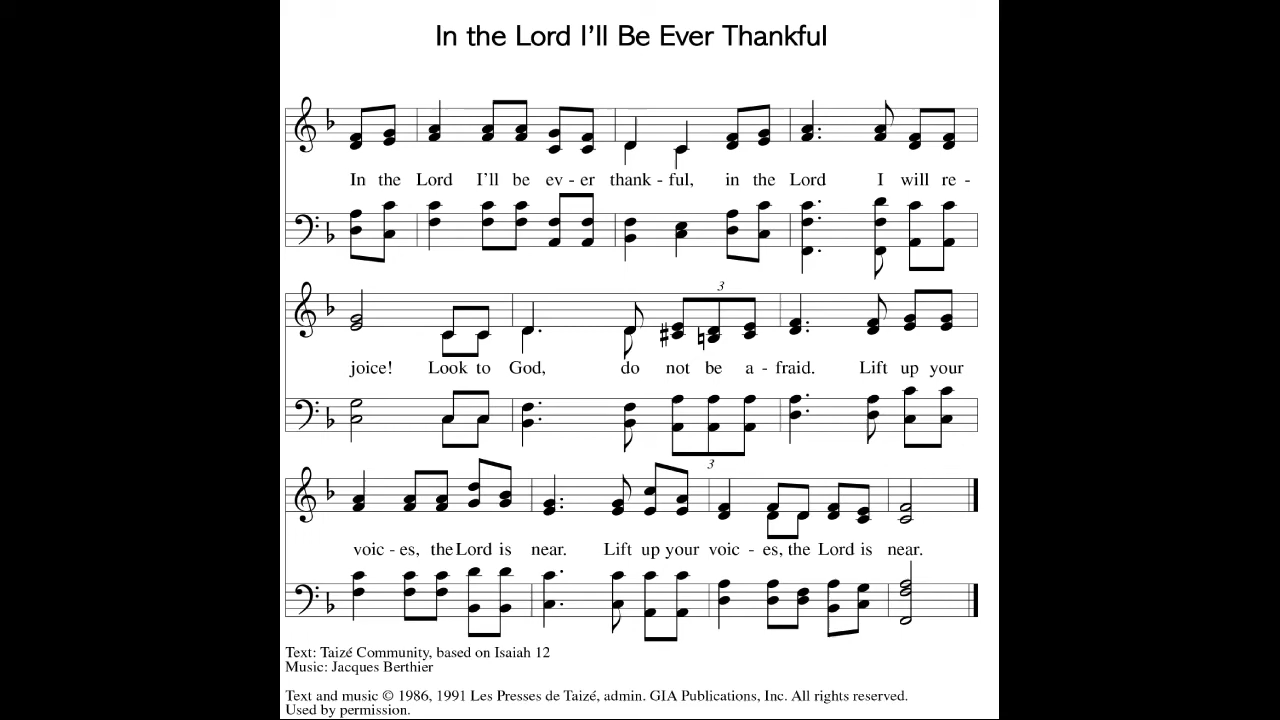 In the Lord I'll Be Ever Thankful
In the Lord I'll be ev - er thank - ful, in the Lord I will re -
3
joice! Look to God, do not be a - fraid. Lift up your
3
voic - es, the Lord is near. Lift up your voic - es, the Lord is near.
Text: Taizé Community, based on Isaiah 12
Music: Jacques Berthier
Text and music © 1986, 1991 Les Presses de Taizé, admin. GIA Publications, Inc. All rights reserved.
Used by permission.